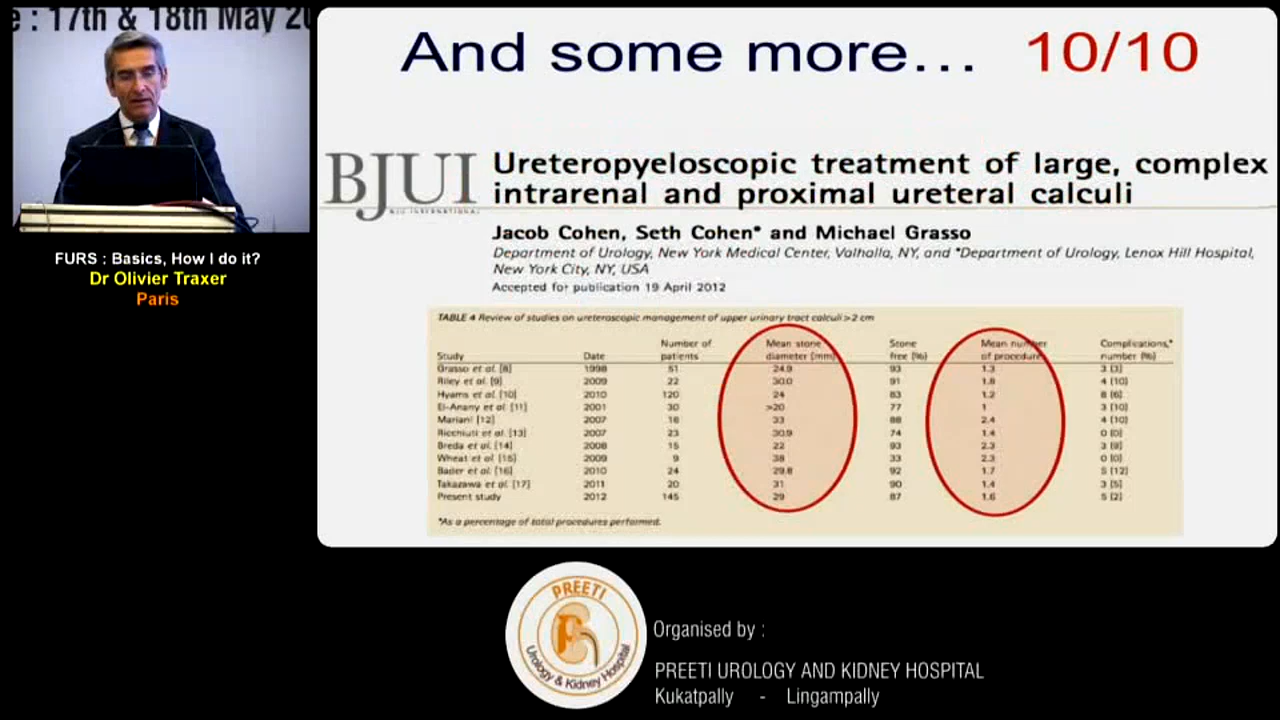 e : 17th & 18th May 20
And some more... 10/10
BJUI
BJU INTERNATIONAL
Ureteropyeloscopic treatment of large, complex
intrarenal and proximal ureteral calculi
Jacob Cohen, Seth Cohen* and Michael Grasso
Department of Urology, New York Medical Center, Valhalla, NY, and *Department of Urology, Lenox Hill Hospital,
New York City, NY, USA
Accepted for publication 19 April 2012
TABLE 4 Review of studies on ureteroscopic management of upper urinary tract calculi >2 cm
Study Date Number of patients Mean stone diameter (mm) Stone free (%) Mean number of procedure Complications,* number (%)
Grasso et al. [8] 1998 51 24.9 93 1.3 3 (3)
Riley et al. [9] 2009 22 30.0 91 1.8 4 (10)
Hyams et al. [10] 2010 120 24 83 1.2 8 (6)
El-Anany et al. [11] 2001 30 >20 77 1 3 (10)
Mariani [12] 2007 16 33 88 2.4 4 (10)
Ricchiuti et al. [13] 2007 23 30.9 74 1.4 0 (0)
Breda et al. [14] 2008 15 22 93 2.3 3 (9)
Wheat et al. [15] 2009 9 38 33 2.3 0 (0)
Bader et al. [16] 2010 24 29.8 92 1.7 5 (12)
Takazawa et al. [17] 2011 20 31 90 1.4 3 (5)
Present study 2012 145 29 87 1.6 5 (2)
*As a percentage of total procedures performed.
FURS : Basics, How I do it?
Dr Olivier Traxer
Paris
PREETI
Urology & Kidney Hospital
Organised by :
PREETI UROLOGY AND KIDNEY HOSPITAL
Kukatpally - Lingampally